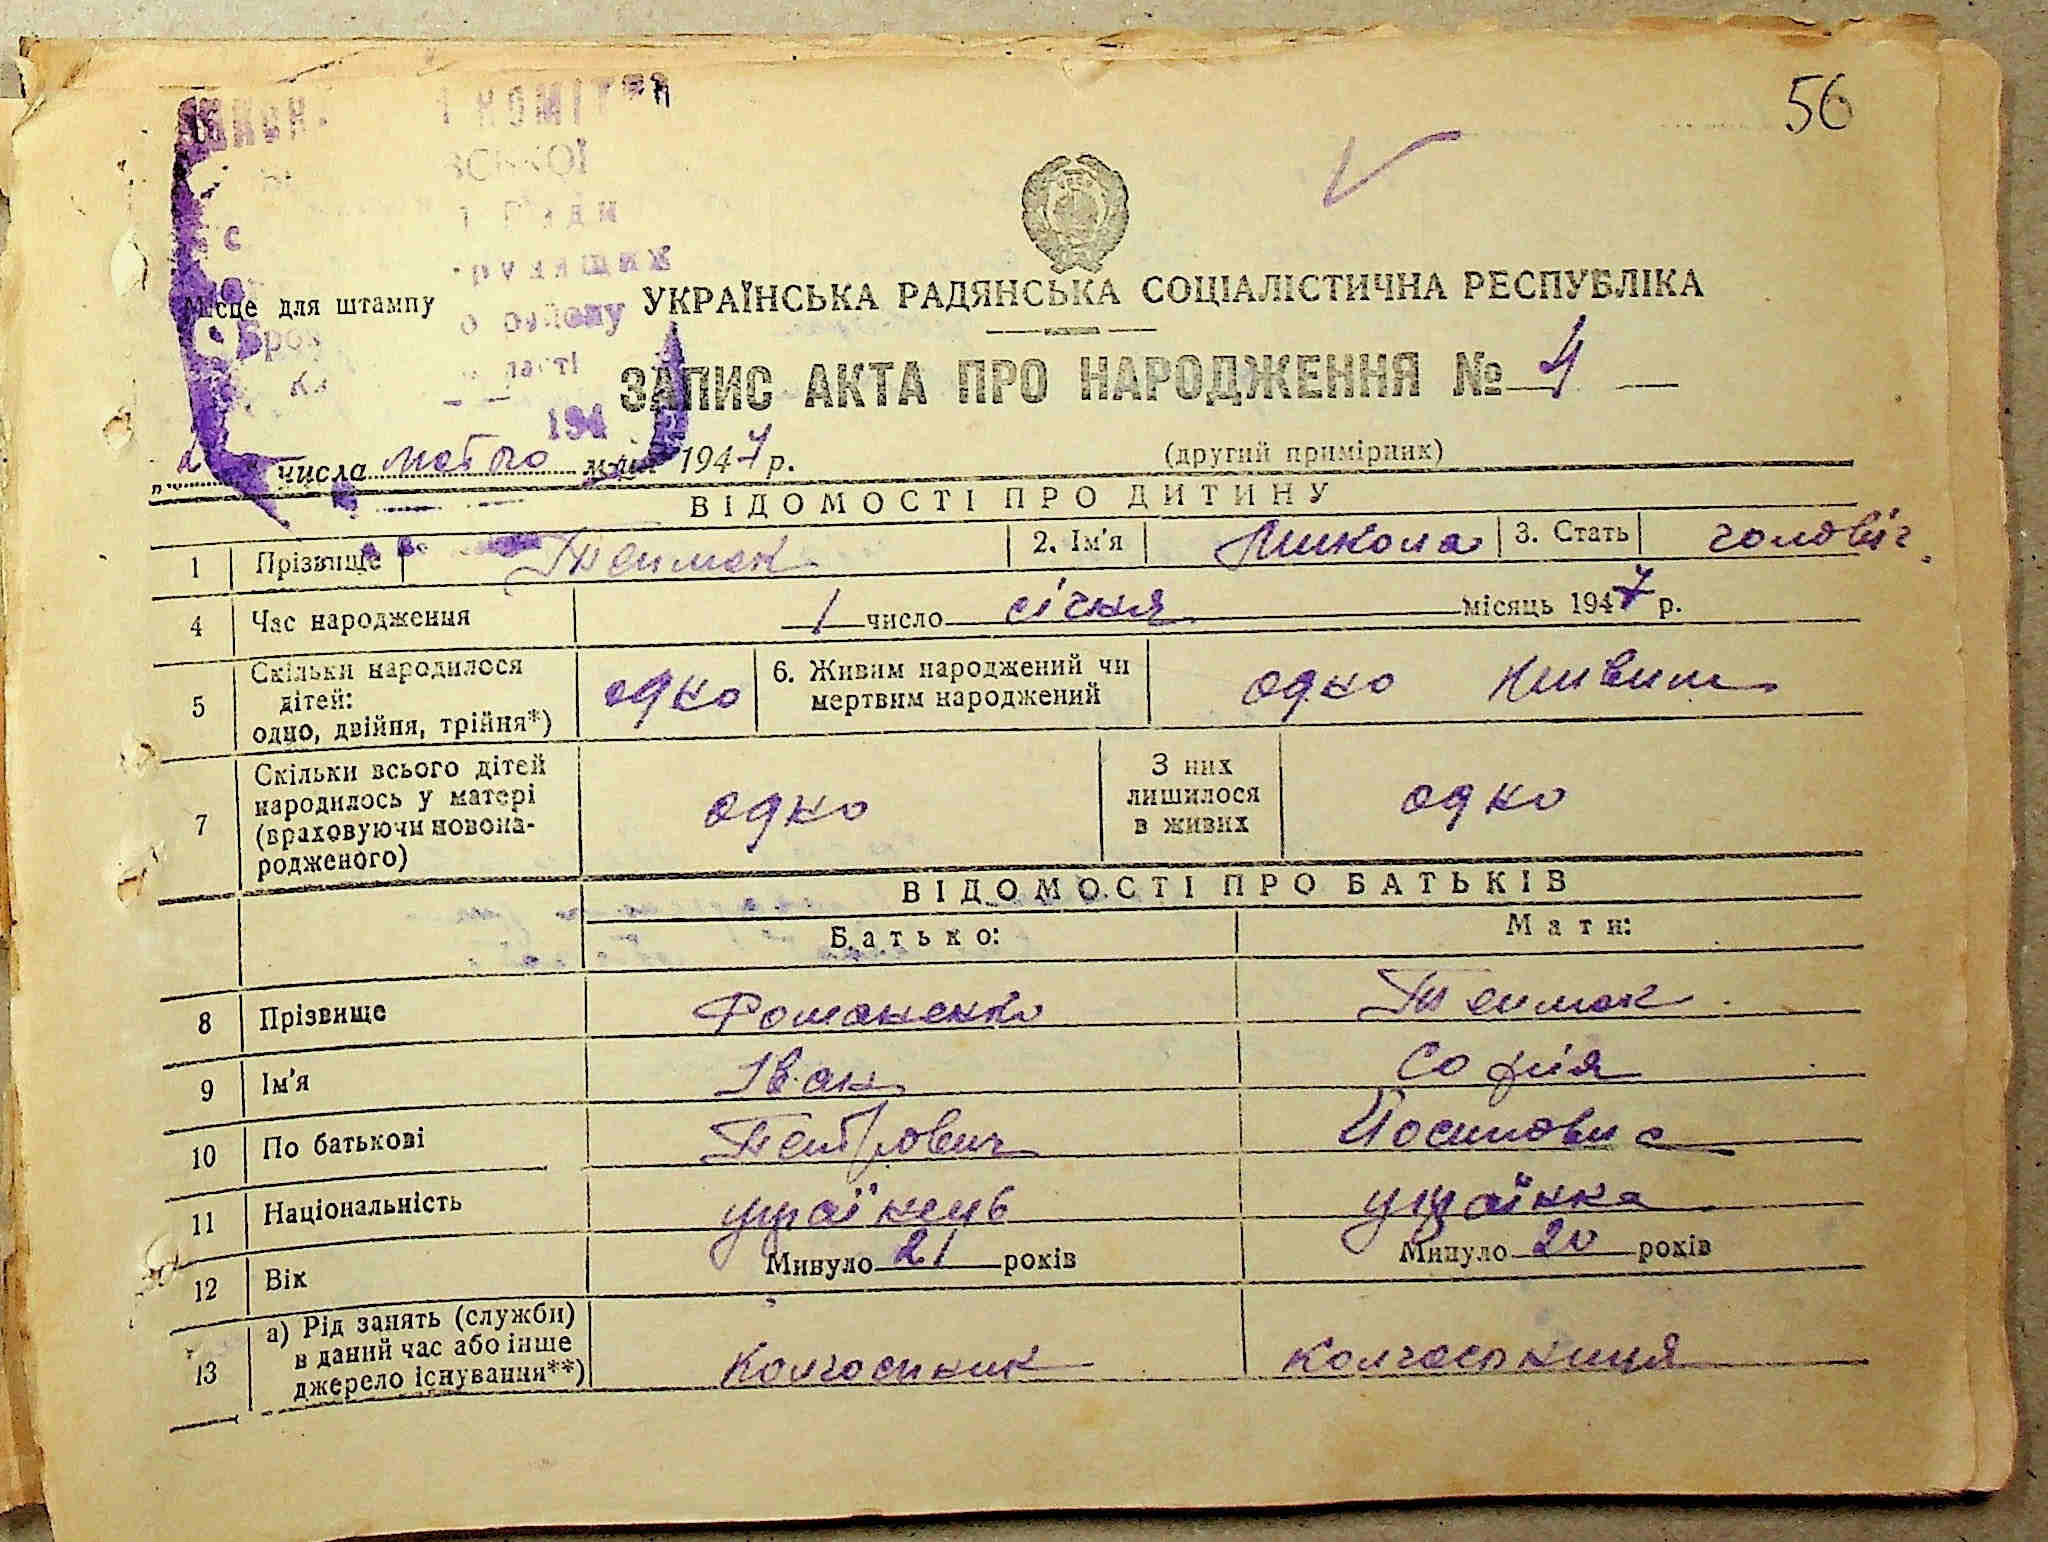 56
КОМІТ
Місце для штампу
УКРАЇНСЬКА РАДЯНСЬКА СОЦІАЛІСТИЧНА РЕСПУБЛІКА
району
ЗАПИС АКТА ПРО НАРОДЖЕННЯ № 4
194
числа лютого м-ця 1947 р. (другий примірник)
ВІДОМОСТІ ПРО ДИТИНУ
1 Прізвище 2. Ім'я Микола 3. Стать чоловіч.
4 Час народження 1 число січня місяць 1947 р.
5 Скільки народилося дітей: одно, двійня, трійня*) одно 6. Живим народжений чи мертвим народжений одно живим
7 Скільки всього дітей народилось у матері (враховуючи новонародженого) одно З них лишилося в живих одно
ВІДОМОСТІ ПРО БАТЬКІВ
Батько: Мати:
8 Прізвище Романенко
9 Ім'я Іван Софія
10 По батькові Петрович Йосиповна
11 Національність українець українка
12 Вік Минуло 21 років Минуло 20 років
13 а) Рід занять (служби) в даний час або інше джерело існування**) Колгоспник колгоспниця